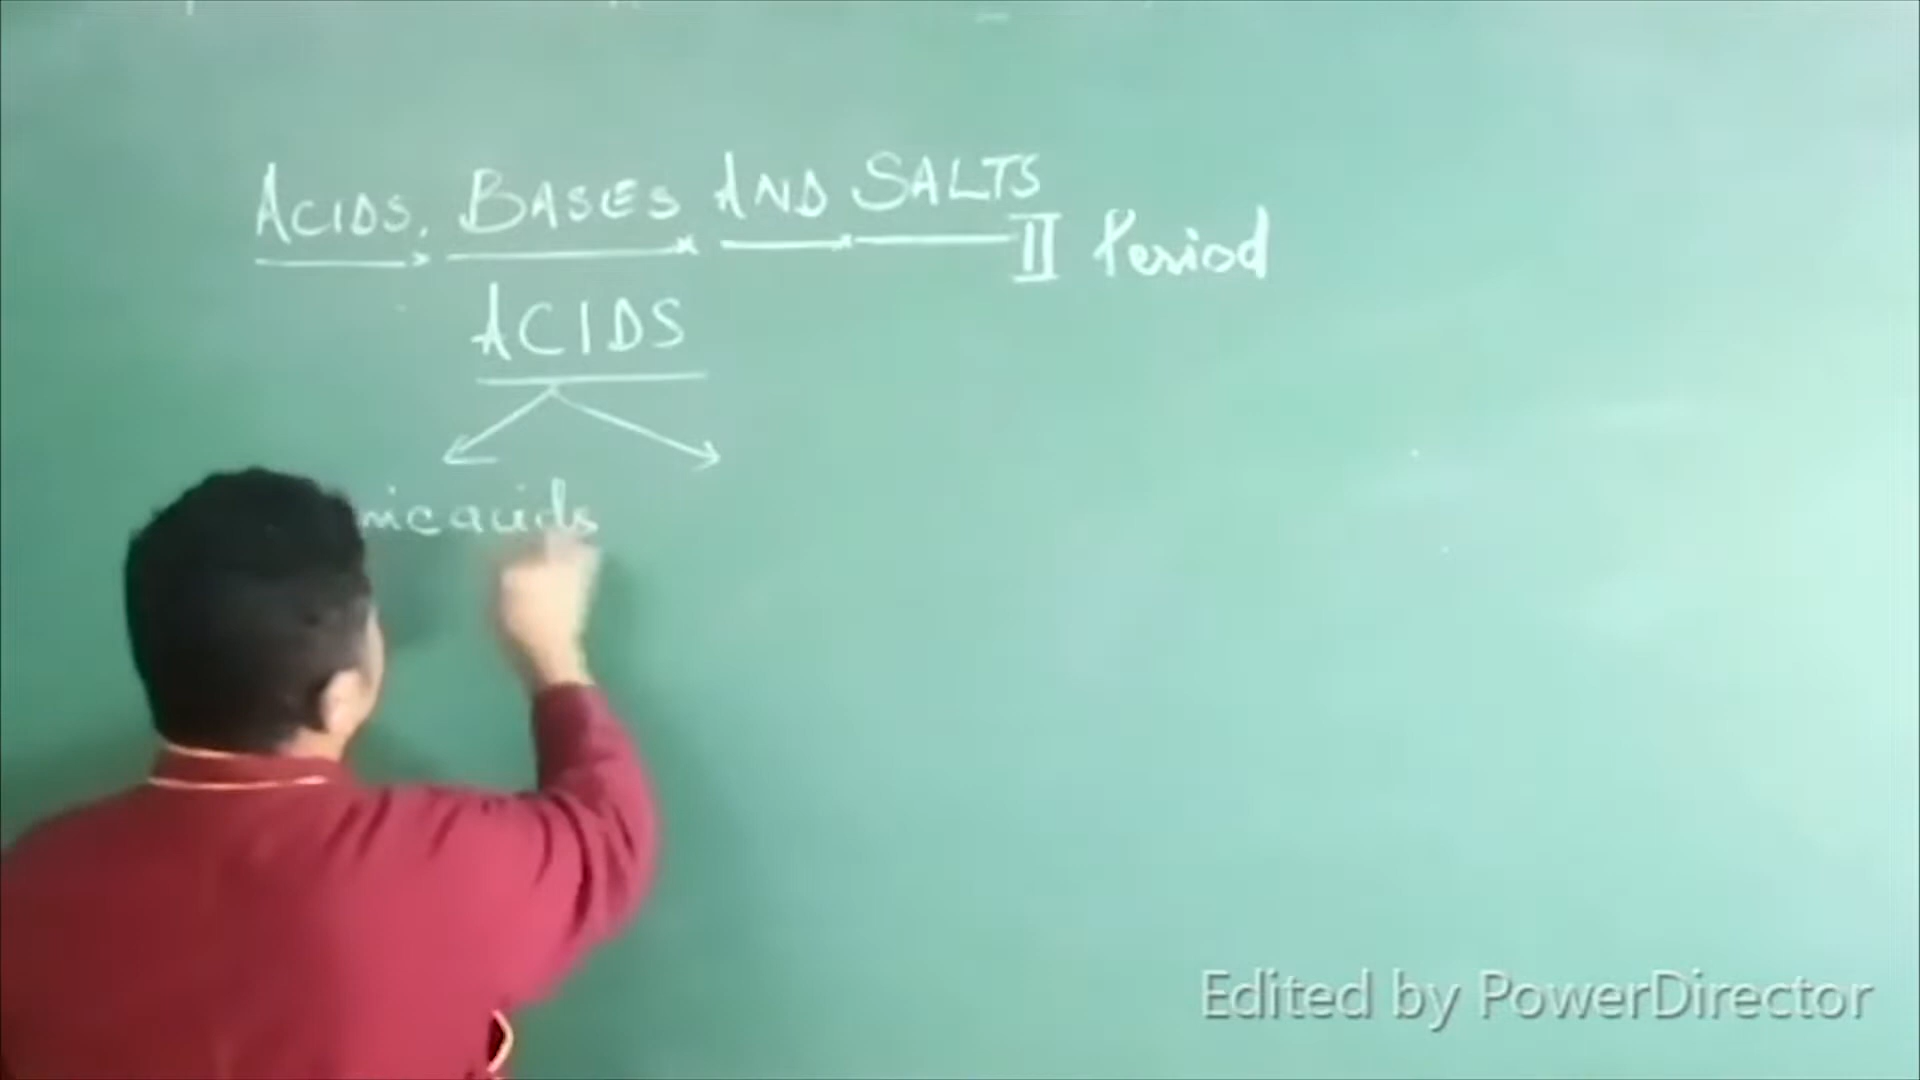 ACIDS, BASES AND SALTS
II Period
ACIDS
acids
Edited by PowerDirector